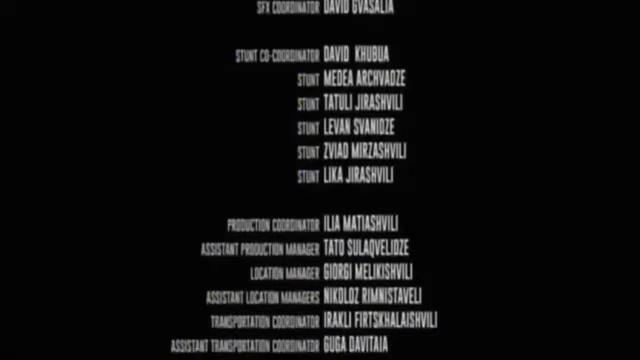 SFX COORDINATOR DAVID GVASALIA
STUNT CO-COORDINATOR DAVID KHUBUA
STUNT MEDEA ARCHVADZE
STUNT TATULI JIRASHVILI
STUNT LEVAN SVANIDZE
STUNT ZVIAD MIRZASHVILI
STUNT LIKA JIRASHVILI
PRODUCTION COORDINATOR ILIA MATIASHVILI
ASSISTANT PRODUCTION MANAGER TATO SULAQVELIDZE
LOCATION MANAGER GIORGI MELIKISHVILI
ASSISTANT LOCATION MANAGERS NIKOLOZ RIMNISTAVELI
TRANSPORTATION COORDINATOR IRAKLI FIRTSKHALAISHVILI
ASSISTANT TRANSTORTATION COORDINATOR GUGA DAVITAIA